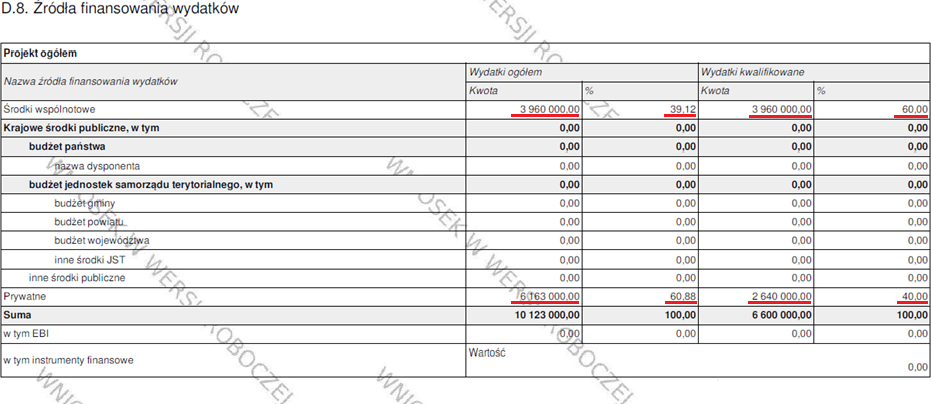 D.8. Źródła finansowania wydatków
Projekt ogółem
Nazwa źródła finansowania wydatków Wydatki ogółem Wydatki kwalifikowane
Kwota % Kwota %
Środki wspólnotowe 3 960 000,00 39,12 3 960 000,00 60,00
Krajowe środki publiczne, w tym 0,00 0,00 0,00 0,00
budżet państwa 0,00 0,00 0,00 0,00
nazwa dysponenta 0,00 0,00 0,00 0,00
budżet jednostek samorządu terytorialnego, w tym 0,00 0,00 0,00 0,00
budżet gminy 0,00 0,00 0,00 0,00
budżet powiatu 0,00 0,00 0,00 0,00
budżet województwa 0,00 0,00 0,00 0,00
inne środki JST 0,00 0,00 0,00 0,00
inne środki publiczne 0,00 0,00 0,00 0,00
Prywatne 6 163 000,00 60,88 2 640 000,00 40,00
Suma 10 123 000,00 100,00 6 600 000,00 100,00
w tym EBI 0,00 0,00 0,00 0,00
w tym instrumenty finansowe Wartość
0,00
WNIOSEK W WERSJI ROBOCZEJ
WNIOSEK W WERSJI ROBOCZEJ